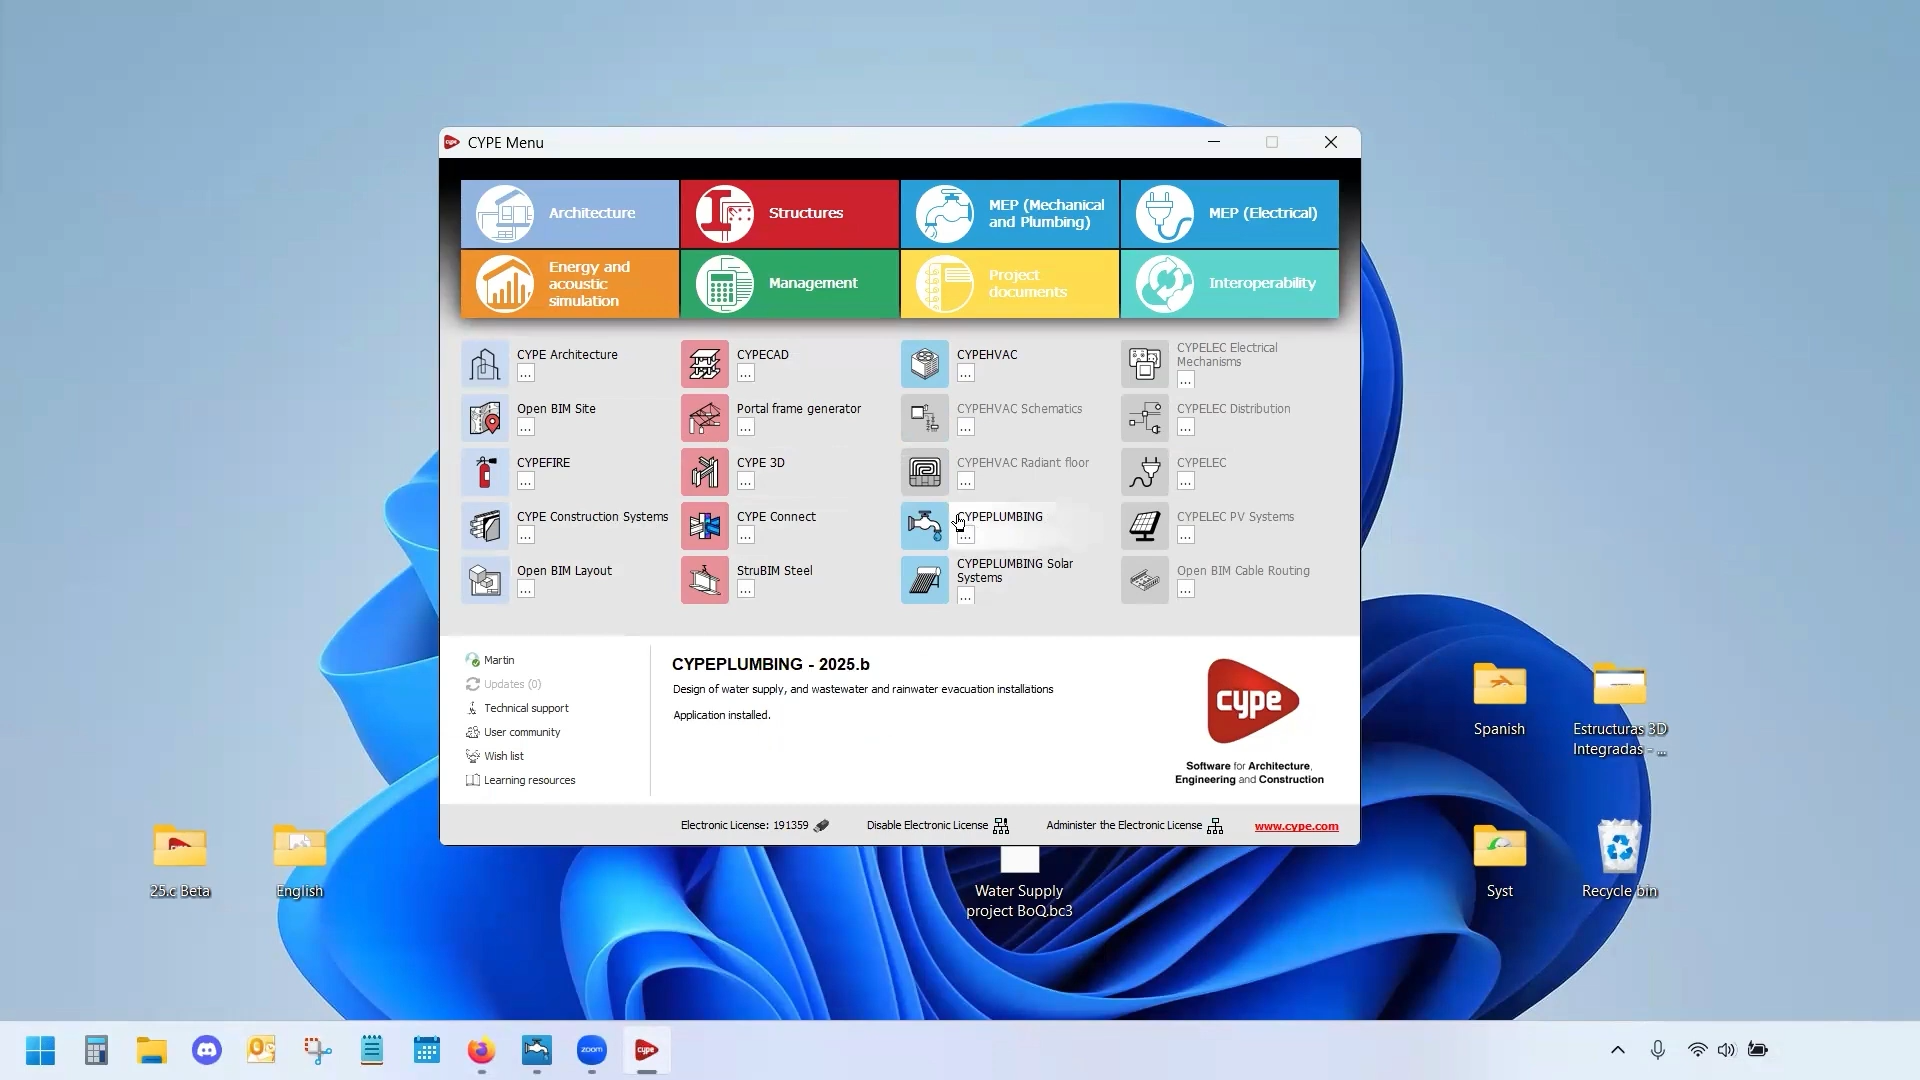 CYPE Menu
Architecture
Structures
MEP (Mechanical
and Plumbing)
MEP (Electrical)
Energy and
acoustic
simulation
Management
Project
documents
Interoperability
CYPE Architecture
...
CYPECAD
...
CYPEHVAC
...
CYPELEC Electrical
Mechanisms
...
Open BIM Site
...
Portal frame generator
...
CYPEHVAC Schematics
...
CYPELEC Distribution
...
CYPEFIRE
...
CYPE 3D
...
CYPEHVAC Radiant floor
...
CYPELEC
...
CYPE Construction Systems
...
CYPE Connect
...
CYPEPLUMBING
...
CYPELEC PV Systems
...
Open BIM Layout
...
StruBIM Steel
...
CYPEPLUMBING Solar
Systems
...
Open BIM Cable Routing
...
Martin
Updates (0)
Technical support
User community
Wish list
Learning resources
CYPEPLUMBING - 2025.b
Design of water supply, and wastewater and rainwater evacuation installations
Application installed.
cype
Software for Architecture,
Engineering and Construction
Electronic License: 191359
Disable Electronic License
Administer the Electronic License
www.cype.com
Spanish
Estructuras 3D
Integradas - ...
25.c Beta
English
Water Supply
project BoQ.bc3
Syst
Recycle bin
zoom
cype